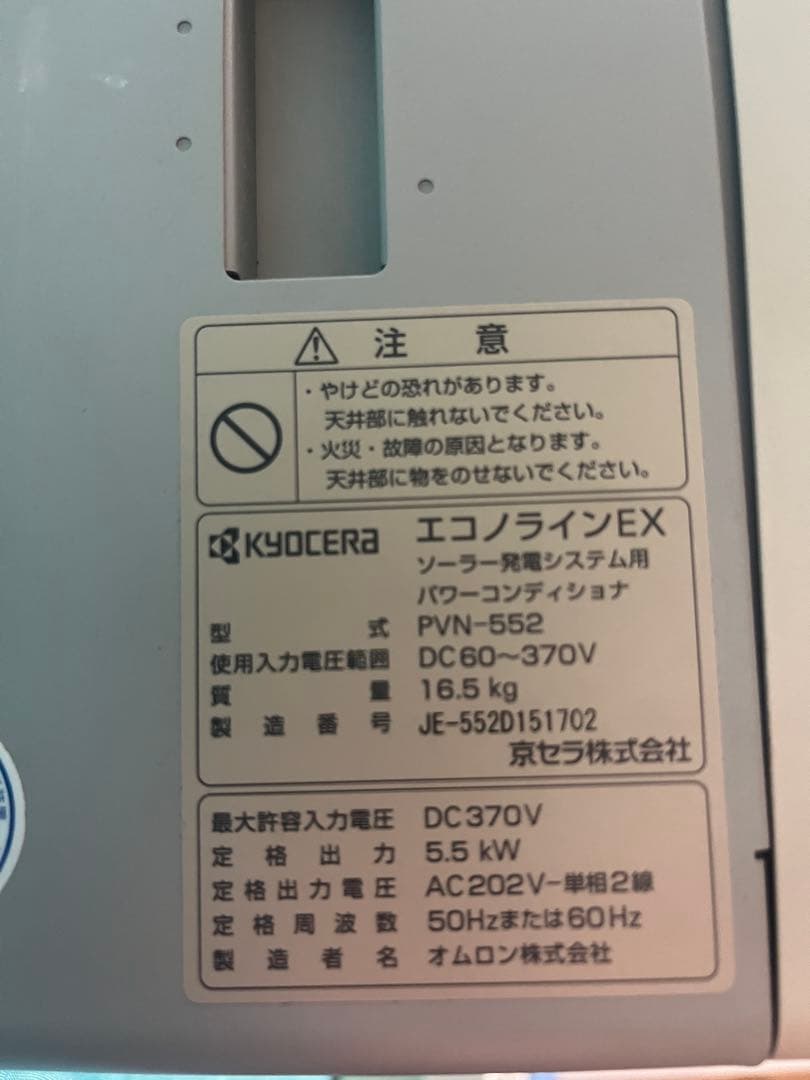 注 意
・やけどの恐れがあります。
天井部に触れないでください。
・火災・故障の原因となります。
天井部に物をのせないでください。
KYOCERA
エコノラインEX
ソーラー発電システム用
パワーコンディショナ
型式 PVN-552
使用入力電圧範囲 DC60～370V
質量 16.5 kg
製造番号 JE-552D151702
京セラ株式会社
最大許容入力電圧 DC370V
定格出力 5.5 kW
定格出力電圧 AC202V-単相2線
定格周波数 50Hzまたは60Hz
製造者名 オムロン株式会社